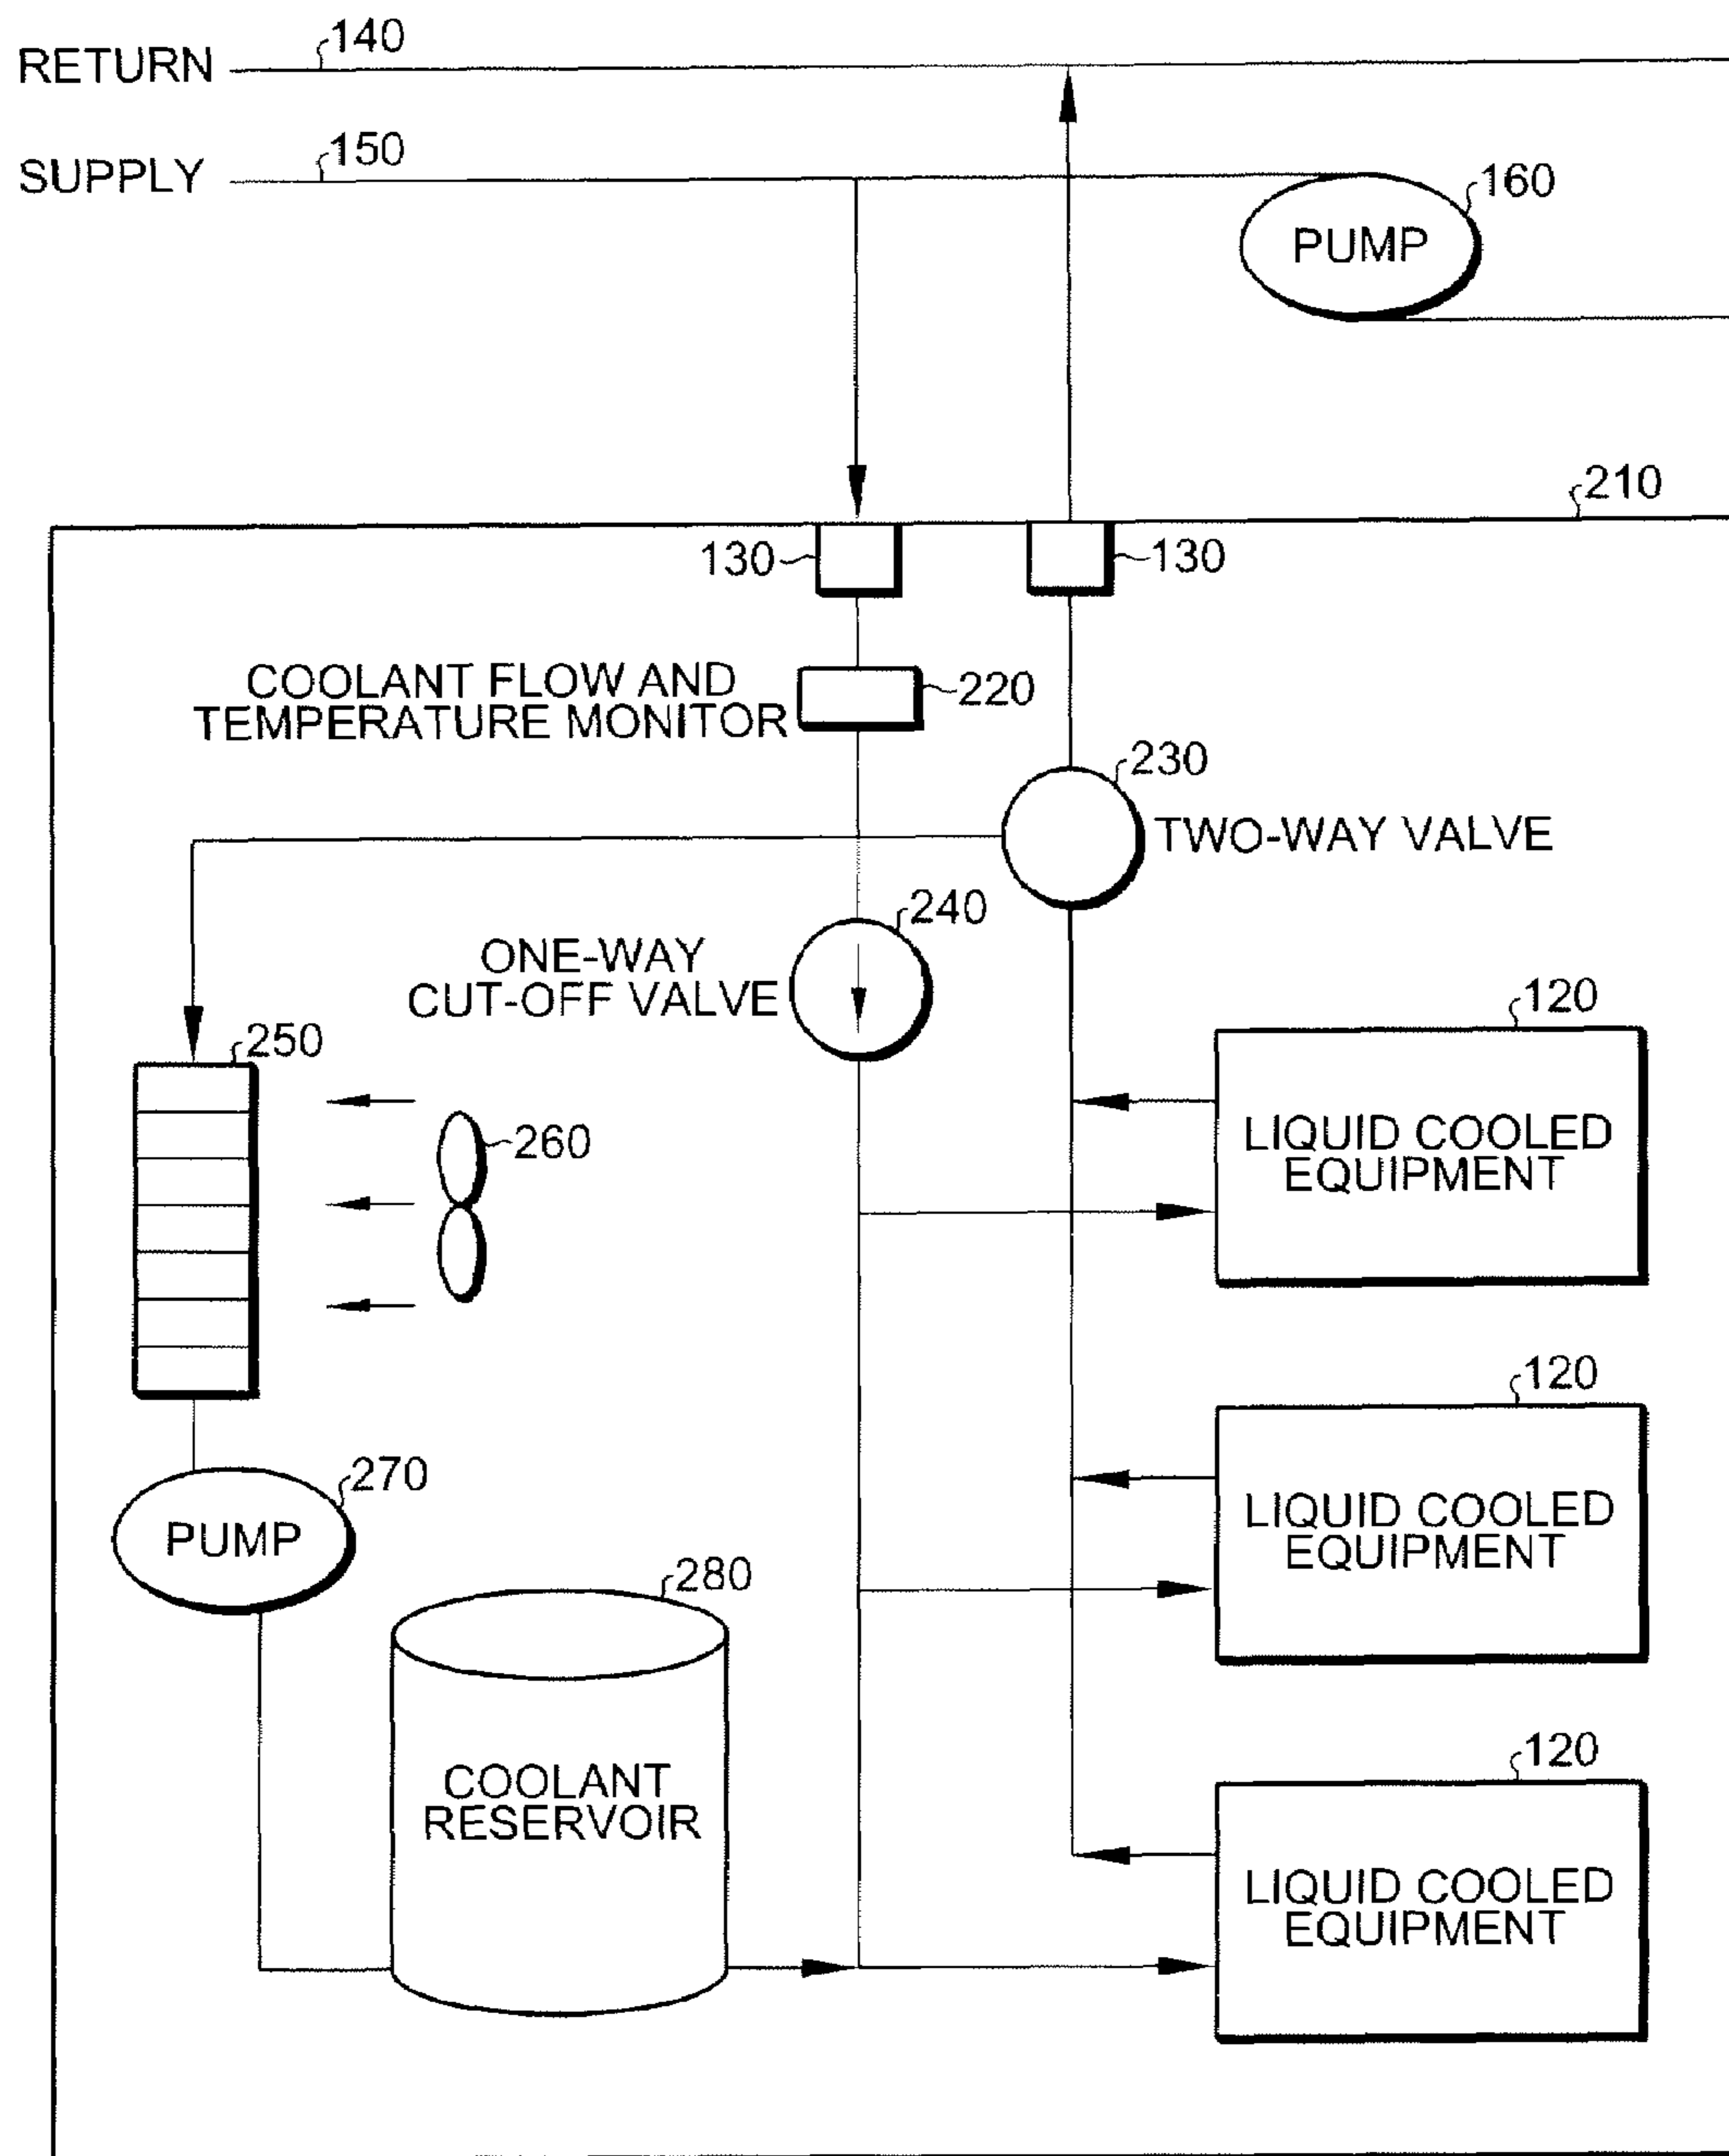 RETURN
140
SUPPLY
150
160
PUMP
210
130
130
COOLANT FLOW AND
TEMPERATURE MONITOR
220
230
TWO-WAY VALVE
240
ONE-WAY
CUT-OFF VALVE
120
250
LIQUID COOLED
EQUIPMENT
260
120
270
PUMP
LIQUID COOLED
EQUIPMENT
280
120
COOLANT
RESERVOIR
LIQUID COOLED
EQUIPMENT